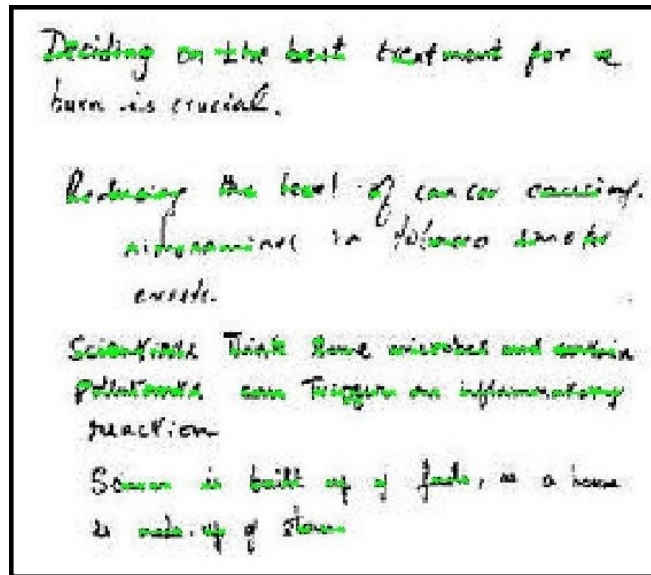 Deciding on the best treatment for a
burn is crucial.
Reducing the level of cancer causing
nitrosamines in tobacco smoke
Scientists Think Some microbes and certain
pollutants can Trigger an inflammatory
reaction
Science is built up of facts, as a house
is made up of stones